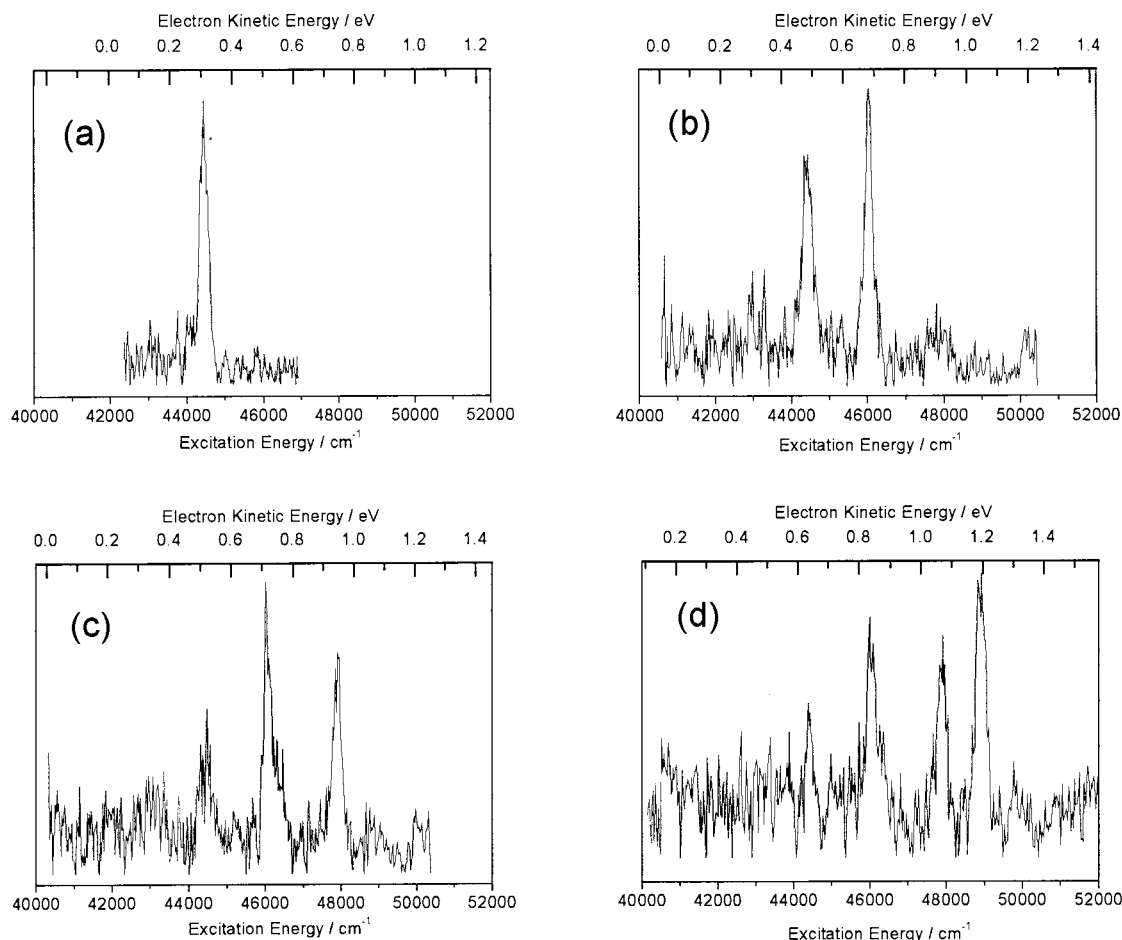 Electron Kinetic Energy / eV
0.0 0.2 0.4 0.6 0.8 1.0 1.2
(a)
40000 42000 44000 46000 48000 50000 52000
Excitation Energy / cm⁻¹
Electron Kinetic Energy / eV
0.0 0.2 0.4 0.6 0.8 1.0 1.2 1.4
(b)
40000 42000 44000 46000 48000 50000 52000
Excitation Energy / cm⁻¹
Electron Kinetic Energy / eV
0.0 0.2 0.4 0.6 0.8 1.0 1.2 1.4
(c)
40000 42000 44000 46000 48000 50000 52000
Excitation Energy / cm⁻¹
Electron Kinetic Energy / eV
0.2 0.4 0.6 0.8 1.0 1.2 1.4
(d)
40000 42000 44000 46000 48000 50000 52000
Excitation Energy / cm⁻¹